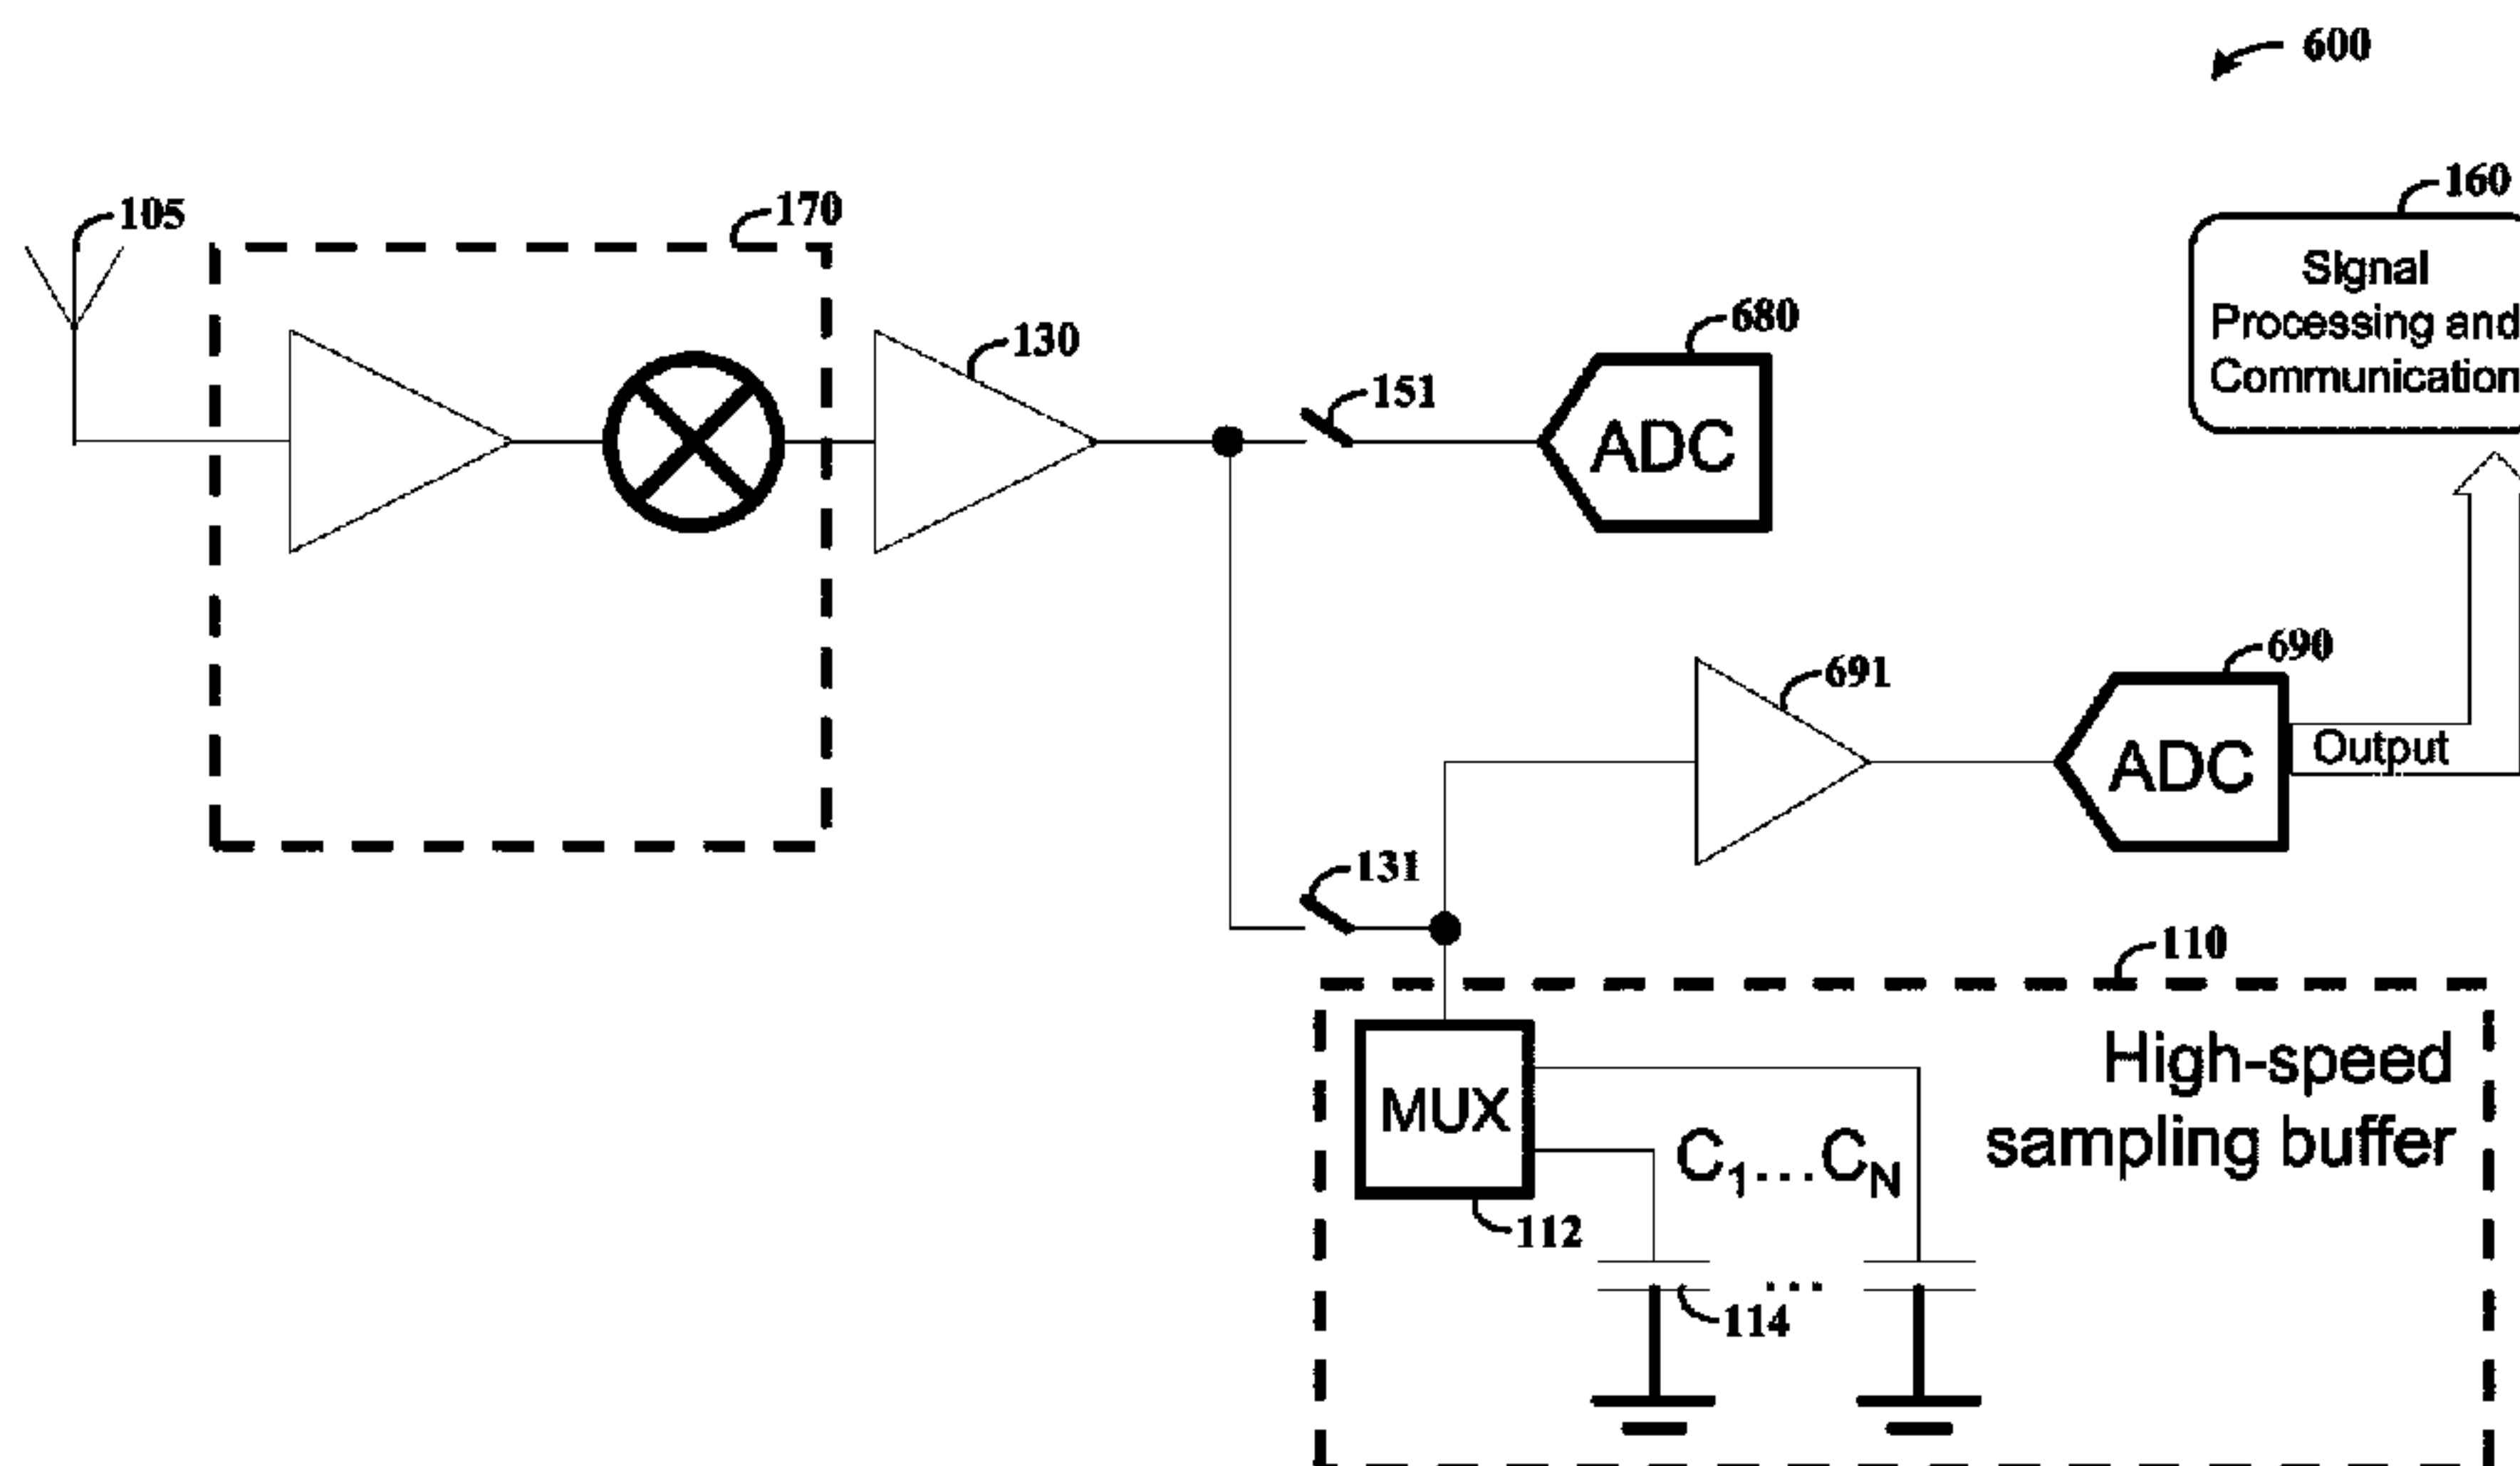 600
160
105
170
Signal
Processing and
Communication
680
130
151
ADC
690
691
ADC
Output
131
110
High-speed
sampling buffer
MUX
C1...CN
112
...
114